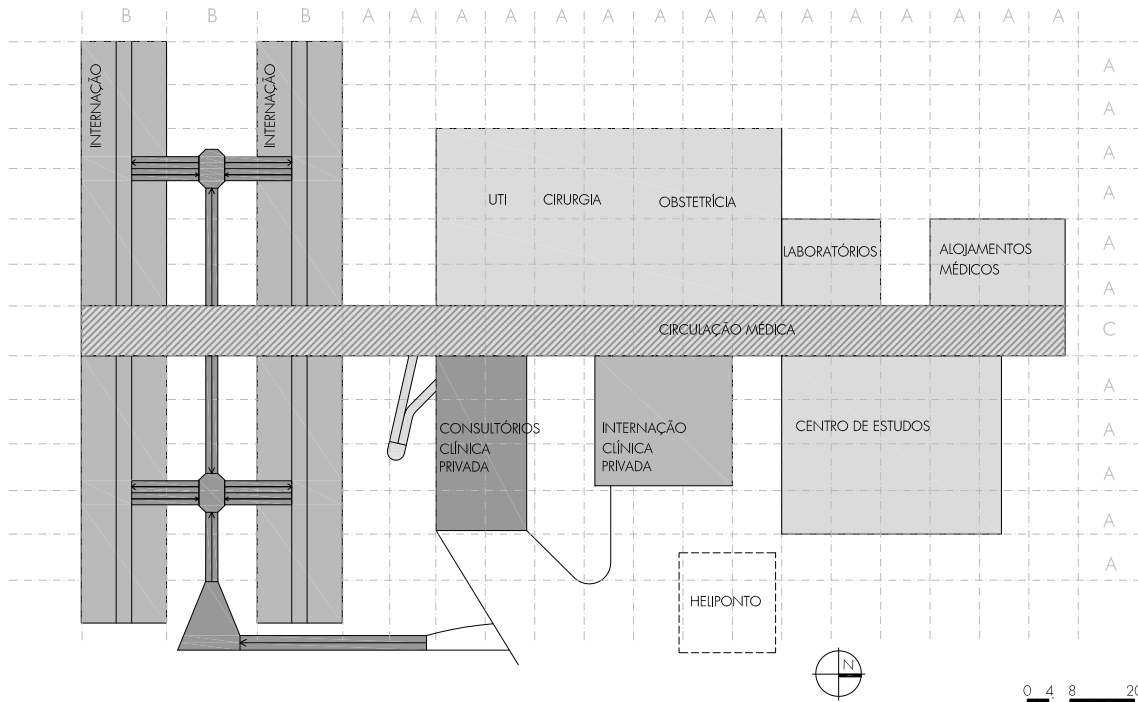 B B B A A A A A A A A A A A A A A
INTERNAÇÃO
INTERNAÇÃO
A
A
A
A
UTI CIRURGIA OBSTETRÍCIA
A
LABORATÓRIOS
ALOJAMENTOS
MÉDICOS
A
CIRCULAÇÃO MÉDICA
C
A
CONSULTÓRIOS
CLÍNICA
PRIVADA
INTERNAÇÃO
CLÍNICA
PRIVADA
CENTRO DE ESTUDOS
A
A
A
A
HELIPONTO
N
0 4 8 20